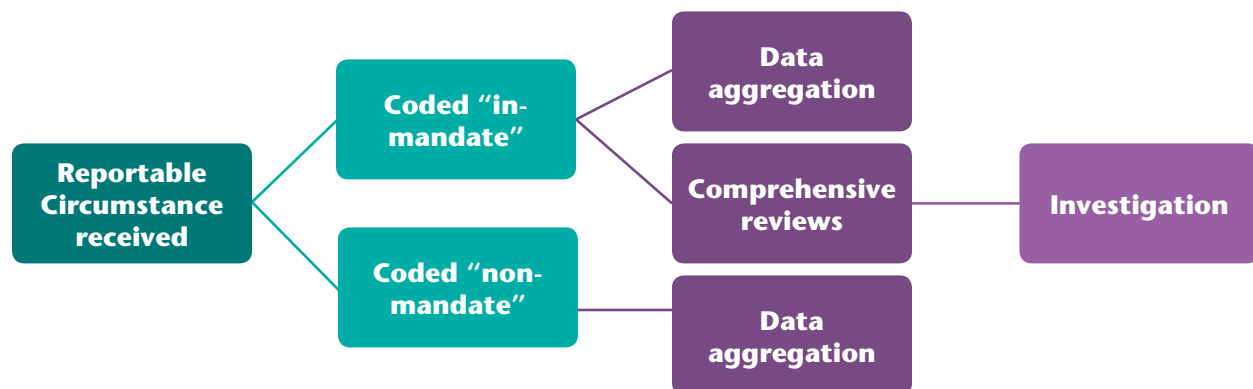 Reportable
Circumstance
received
Coded “in-
mandate”
Coded “non-
mandate”
Data
aggregation
Comprehensive
reviews
Data
aggregation
Investigation